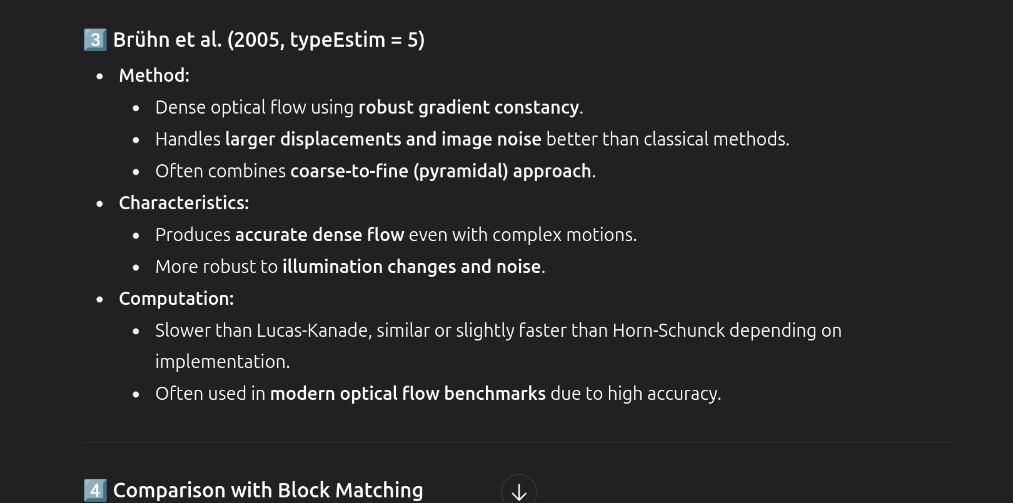 3 Brühn et al. (2005, typeEstim = 5)
• Method:
• Dense optical flow using robust gradient constancy.
• Handles larger displacements and image noise better than classical methods.
• Often combines coarse-to-fine (pyramidal) approach.
• Characteristics:
• Produces accurate dense flow even with complex motions.
• More robust to illumination changes and noise.
• Computation:
• Slower than Lucas-Kanade, similar or slightly faster than Horn-Schunck depending on
implementation.
• Often used in modern optical flow benchmarks due to high accuracy.
4 Comparison with Block Matching